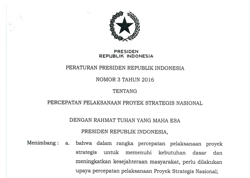 PRESIDEN
REPUBLIK INDONESIA
PERATURAN PRESIDEN REPUBLIK INDONESIA
NOMOR 3 TAHUN 2016
TENTANG
PERCEPATAN PELAKSANAAN PROYEK STRATEGIS NASIONAL
DENGAN RAHMAT TUHAN YANG MAHA ESA
PRESIDEN REPUBLIK INDONESIA,
Menimbang : a. bahwa dalam rangka percepatan pelaksanaan proyek
strategis untuk memenuhi kebutuhan dasar dan
meningkatkan kesejahteraan masyarakat, perlu dilakukan
upaya percepatan pelaksanaan Proyek Strategis Nasional;